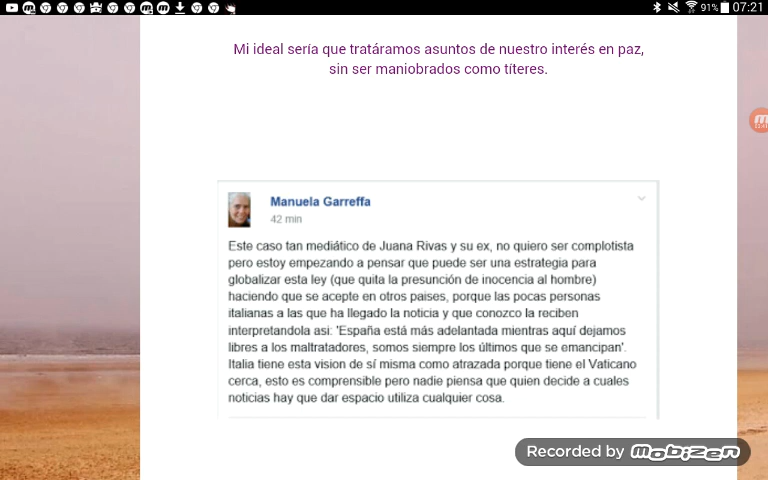 91% 07:21
Mi ideal sería que tratáramos asuntos de nuestro interés en paz,
sin ser maniobrados como títeres.
Manuela Garreffa
42 min
Este caso tan mediático de Juana Rivas y su ex, no quiero ser complotista
pero estoy empezando a pensar que puede ser una estrategia para
globalizar esta ley (que quita la presunción de inocencia al hombre)
haciendo que se acepte en otros paises, porque las pocas personas
italianas a las que ha llegado la noticia y que conozco la reciben
interpretandola asi: 'España está más adelantada mientras aquí dejamos
libres a los maltratadores, somos siempre los últimos que se emancipan'.
Italia tiene esta vision de sí misma como atrazada porque tiene el Vaticano
cerca, esto es comprensible pero nadie piensa que quien decide a cuales
noticias hay que dar espacio utiliza cualquier cosa.
Recorded by mobizen